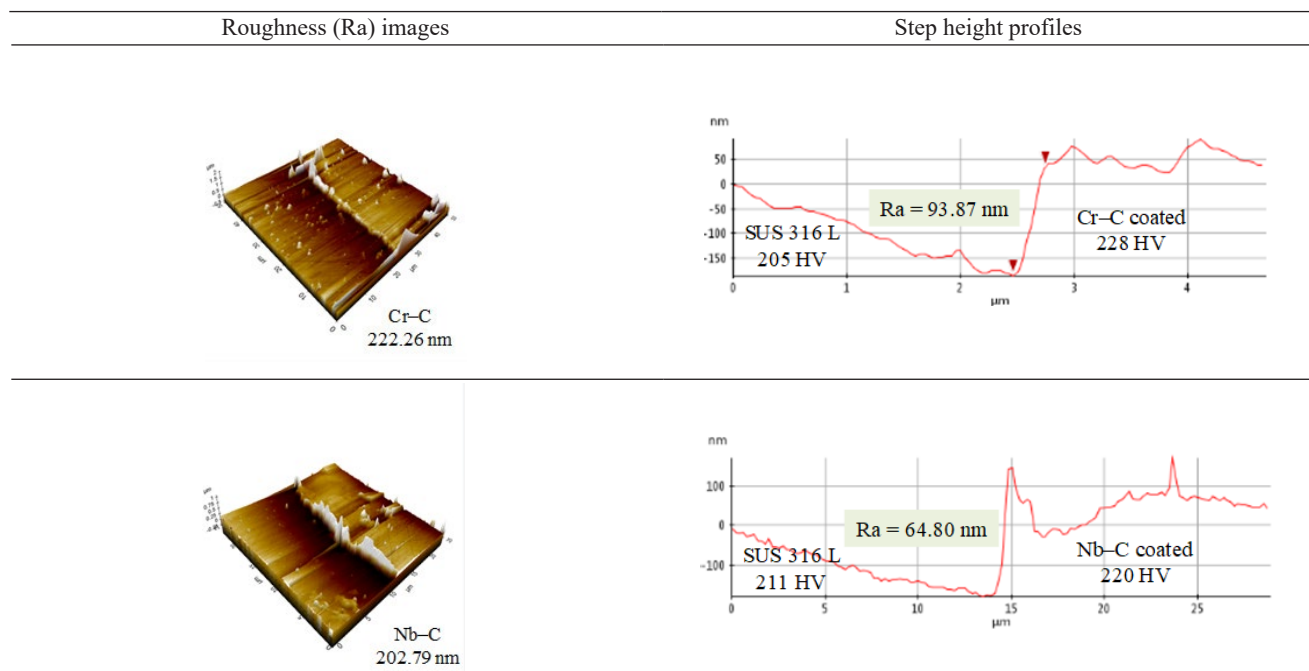 Roughness (Ra) images
Step height profiles
Cr–C
222.26 nm
nm
50
0
-50
-100
-150
Ra = 93.87 nm
SUS 316 L
205 HV
Cr–C coated
228 HV
0 1 2 3 4
µm
Nb–C
202.79 nm
nm
100
0
-100
Ra = 64.80 nm
SUS 316 L
211 HV
Nb–C coated
220 HV
0 5 10 15 20 25
µm